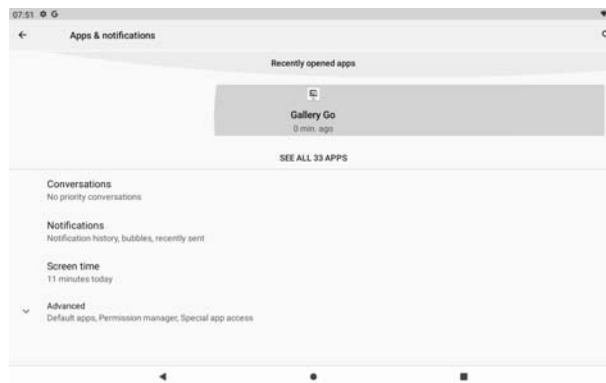 07:51 G
Apps & notifications
Recently opened apps
Gallery Go
0 min. ago
SEE ALL 33 APPS
Conversations
No priority conversations
Notifications
Notification history, bubbles, recently sent
Screen time
11 minutes today
Advanced
Default apps, Permission manager, Special app access